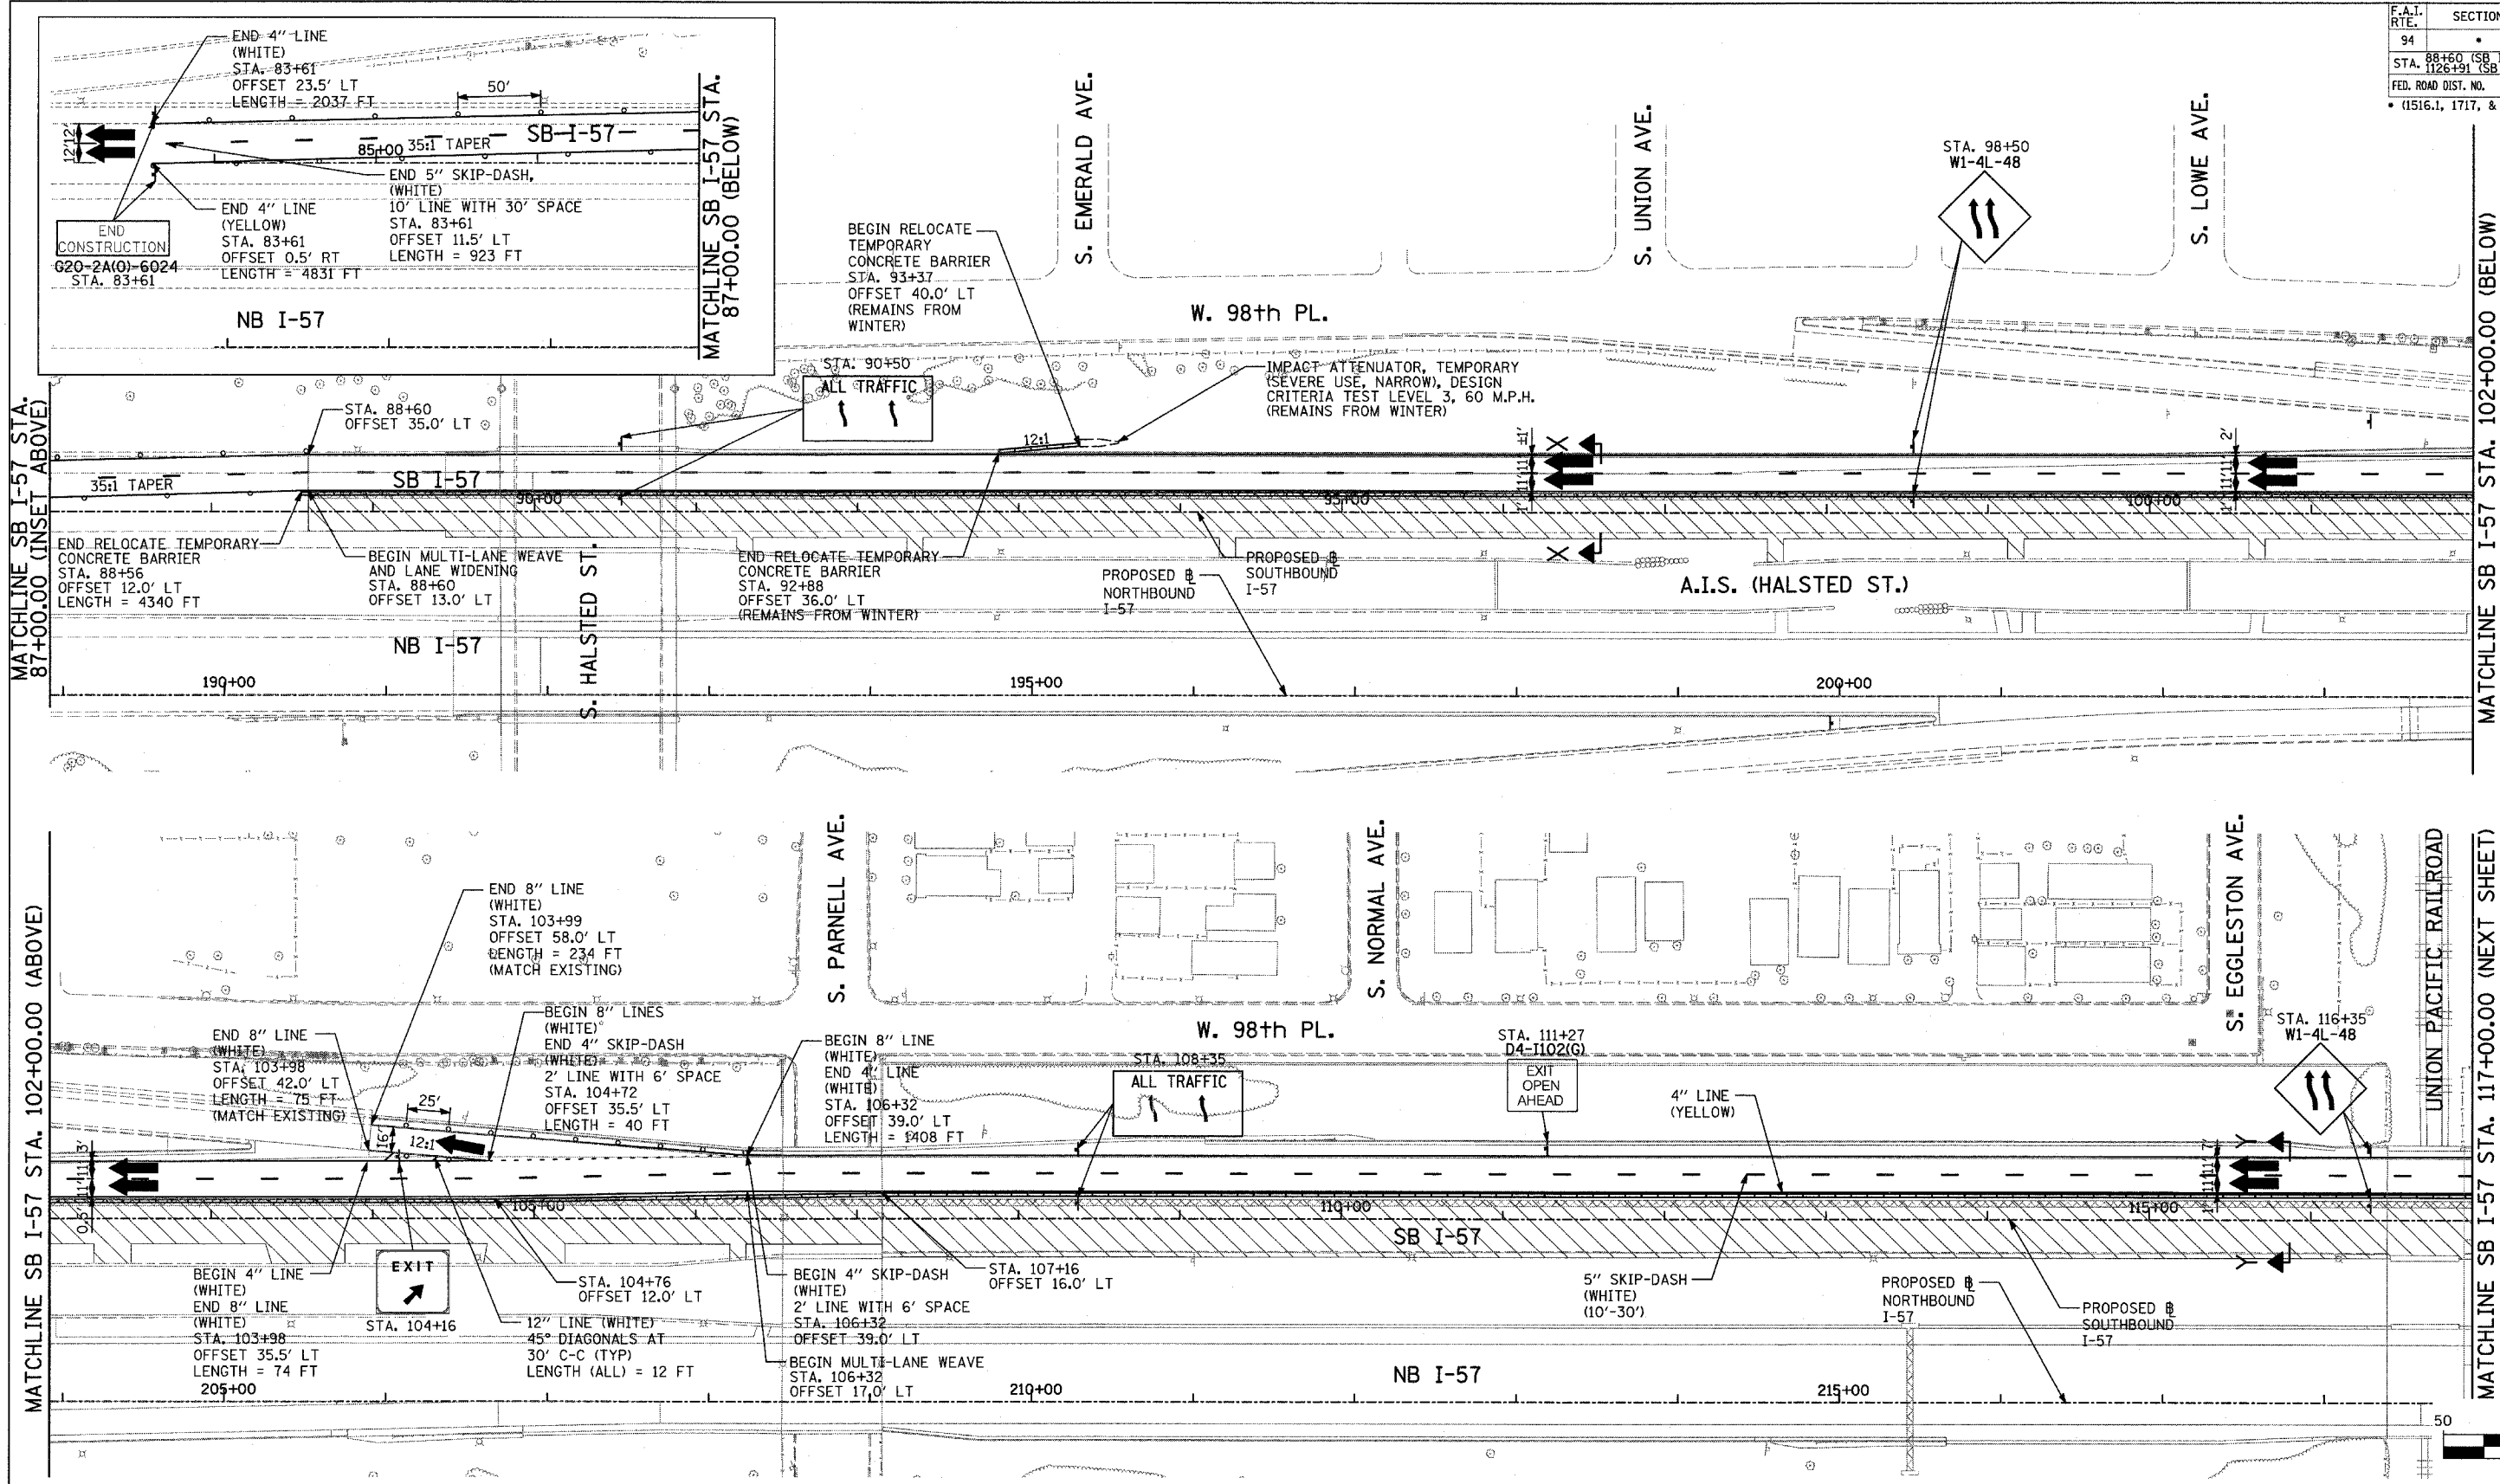 F.A.I.
RTE.
SECTION
94
•
STA. 88+60 (SB
1126+91 (SB
FED. ROAD DIST. NO.
• (1516.1, 1717, &
END 4" LINE
(WHITE)
STA. 83+61
OFFSET 23.5' LT
LENGTH = 2037 FT
50'
12'
12'
SB I-57
85+00
35:1 TAPER
END 5" SKIP-DASH,
(WHITE)
10' LINE WITH 30' SPACE
STA. 83+61
OFFSET 11.5' LT
LENGTH = 923 FT
END 4" LINE
(YELLOW)
STA. 83+61
OFFSET 0.5' RT
LENGTH = 4831 FT
END
CONSTRUCTION
G20-2A(O)-6024
STA. 83+61
NB I-57
MATCHLINE SB I-57 STA.
87+00.00 (BELOW)
S. EMERALD AVE.
S. UNION AVE.
S. LOWE AVE.
STA. 98+50
W1-4L-48
BEGIN RELOCATE
TEMPORARY
CONCRETE BARRIER
STA. 93+37
OFFSET 40.0' LT
(REMAINS FROM
WINTER)
W. 98th PL.
STA. 90+50
ALL TRAFFIC
IMPACT ATTENUATOR, TEMPORARY
(SEVERE USE, NARROW), DESIGN
CRITERIA TEST LEVEL 3, 60 M.P.H.
(REMAINS FROM WINTER)
MATCHLINE SB I-57 STA.
87+00.00 (INSET ABOVE)
STA. 88+60
OFFSET 35.0' LT
12:1
±1'
11'
11'
1'
X
2'
11'
11'
1'
35:1 TAPER
SB I-57
90+00
95+00
100+00
END RELOCATE TEMPORARY
CONCRETE BARRIER
STA. 88+56
OFFSET 12.0' LT
LENGTH = 4340 FT
BEGIN MULTI-LANE WEAVE
AND LANE WIDENING
STA. 88+60
OFFSET 13.0' LT
S. HALSTED ST.
END RELOCATE TEMPORARY
CONCRETE BARRIER
STA. 92+88
OFFSET 36.0' LT
(REMAINS FROM WINTER)
PROPOSED ℄
NORTHBOUND
I-57
PROPOSED ℄
SOUTHBOUND
I-57
X
A.I.S. (HALSTED ST.)
NB I-57
190+00
195+00
200+00
MATCHLINE SB I-57 STA. 102+00.00 (BELOW)
MATCHLINE SB I-57 STA. 102+00.00 (ABOVE)
S. PARNELL AVE.
S. NORMAL AVE.
S. EGGLESTON AVE.
UNION PACIFIC RAILROAD
END 8" LINE
(WHITE)
STA. 103+99
OFFSET 58.0' LT
LENGTH = 234 FT
(MATCH EXISTING)
END 8" LINE
(WHITE)
STA. 103+98
OFFSET 42.0' LT
LENGTH = 75 FT
(MATCH EXISTING)
BEGIN 8" LINES
(WHITE)
END 4" SKIP-DASH
(WHITE)
2' LINE WITH 6' SPACE
STA. 104+72
OFFSET 35.5' LT
LENGTH = 40 FT
BEGIN 8" LINE
(WHITE)
END 4" LINE
(WHITE)
STA. 106+32
OFFSET 39.0' LT
LENGTH = 1408 FT
W. 98th PL.
STA. 108+35
ALL TRAFFIC
STA. 111+27
D4-I102(G)
EXIT
OPEN
AHEAD
4" LINE
(YELLOW)
STA. 116+35
W1-4L-48
25'
16'
12:1
3'
11'
11'
0.5'
7'
11'
11'
1'
Y
105+00
110+00
115+00
SB I-57
EXIT
STA. 104+16
BEGIN 4" LINE
(WHITE)
END 8" LINE
(WHITE)
STA. 103+98
OFFSET 35.5' LT
LENGTH = 74 FT
STA. 104+76
OFFSET 12.0' LT
12" LINE (WHITE)
45° DIAGONALS AT
30' C-C (TYP)
LENGTH (ALL) = 12 FT
BEGIN 4" SKIP-DASH
(WHITE)
2' LINE WITH 6' SPACE
STA. 106+32
OFFSET 39.0' LT
BEGIN MULTI-LANE WEAVE
STA. 106+32
OFFSET 17.0' LT
STA. 107+16
OFFSET 16.0' LT
5" SKIP-DASH
(WHITE)
(10'-30')
PROPOSED ℄
NORTHBOUND
I-57
PROPOSED ℄
SOUTHBOUND
I-57
Y
NB I-57
205+00
210+00
215+00
MATCHLINE SB I-57 STA. 117+00.00 (NEXT SHEET)
50